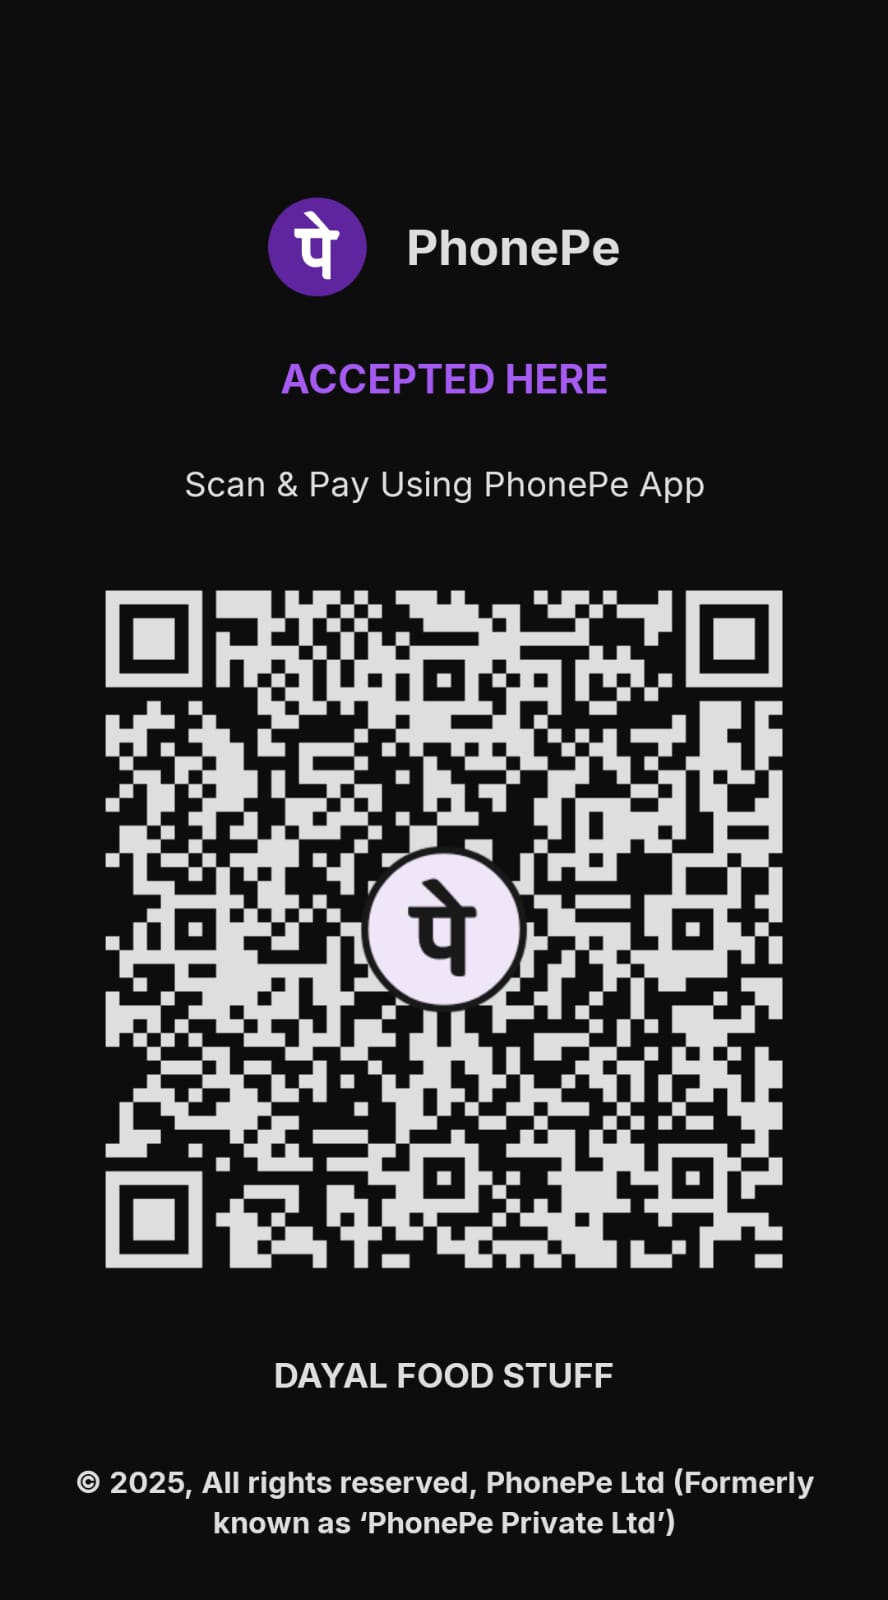 पे PhonePe
ACCEPTED HERE
Scan & Pay Using PhonePe App
पे
DAYAL FOOD STUFF
© 2025, All rights reserved, PhonePe Ltd (Formerly
known as ‘PhonePe Private Ltd’)